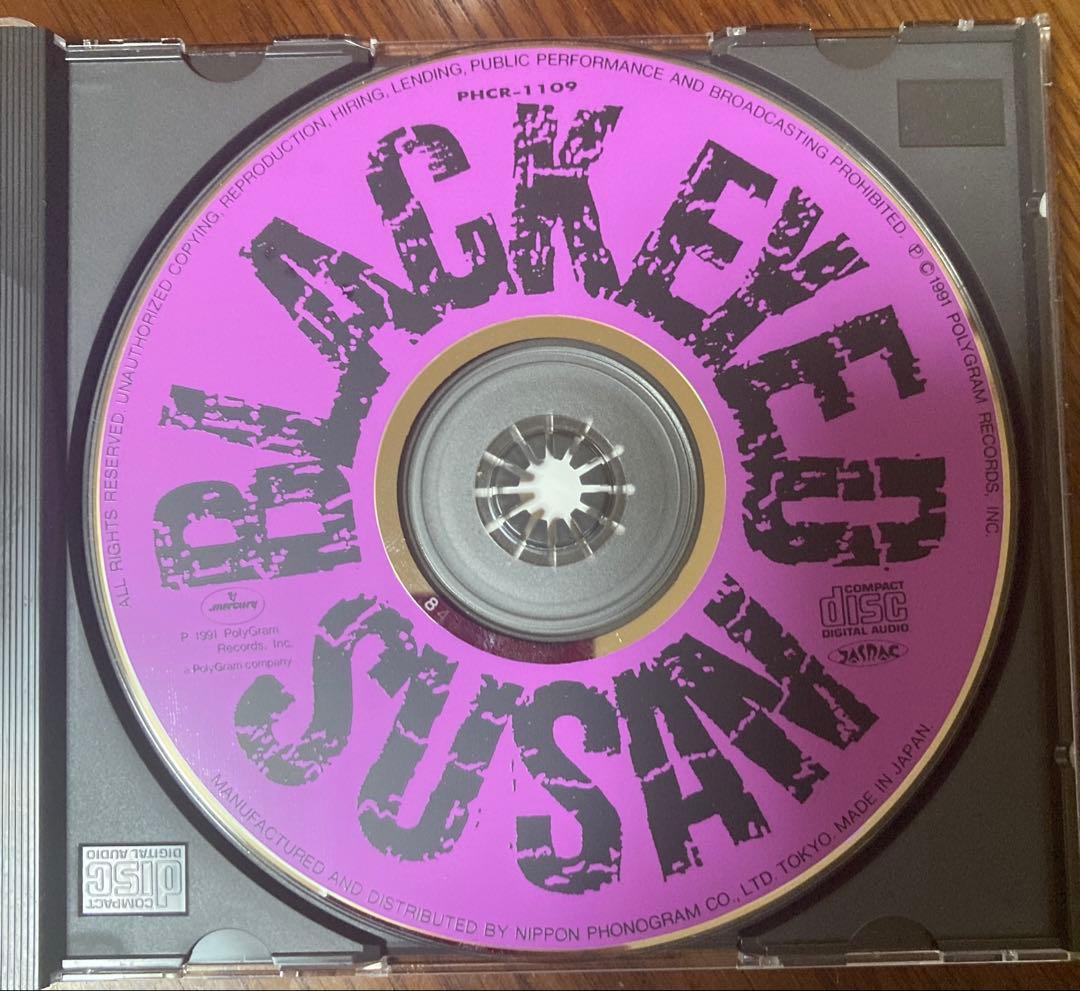 ALL RIGHTS RESERVED. UNAUTHORIZED COPYING, REPRODUCTION, HIRING, LENDING, PUBLIC PERFORMANCE AND BROADCASTING PROHIBITED. ℗ © 1991 POLYGRAM RECORDS, INC.
PHCR-1109
BLACKEYED
SUSAN
mercury
P 1991 PolyGram
Records, Inc.
a PolyGram company
COMPACT
disc
DIGITAL AUDIO
JASRAC
84
MANUFACTURED AND DISTRIBUTED BY NIPPON PHONOGRAM CO., LTD. TOKYO. MADE IN JAPAN.
COMPACT
disc
DIGITAL AUDIO